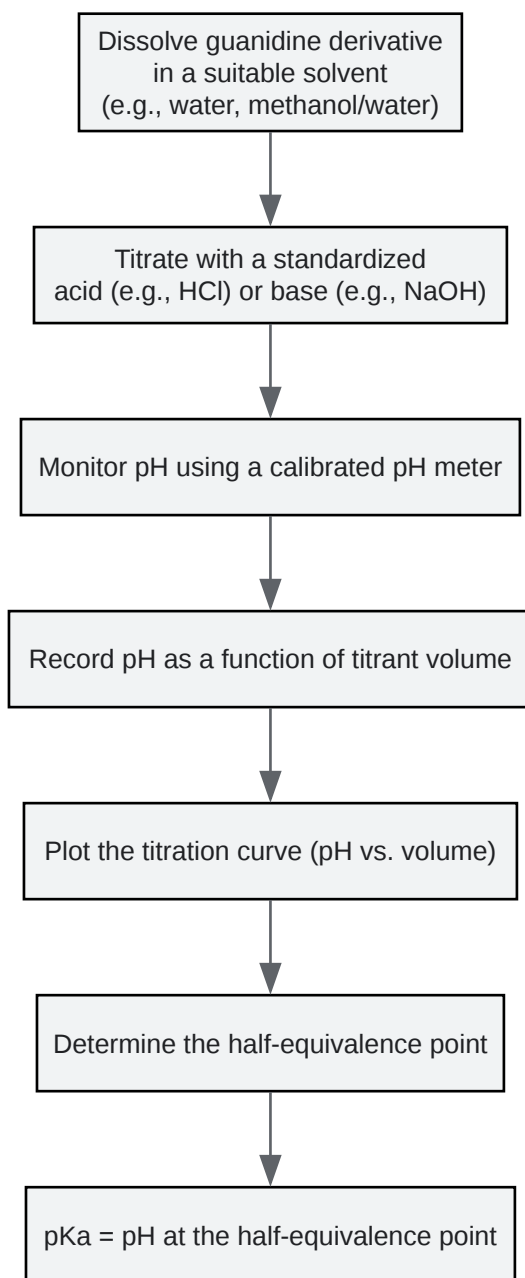 Dissolve guanidine derivative
in a suitable solvent
(e.g., water, methanol/water)
Titrate with a standardized
acid (e.g., HCl) or base (e.g., NaOH)
Monitor pH using a calibrated pH meter
Record pH as a function of titrant volume
Plot the titration curve (pH vs. volume)
Determine the half-equivalence point
pKa = pH at the half-equivalence point